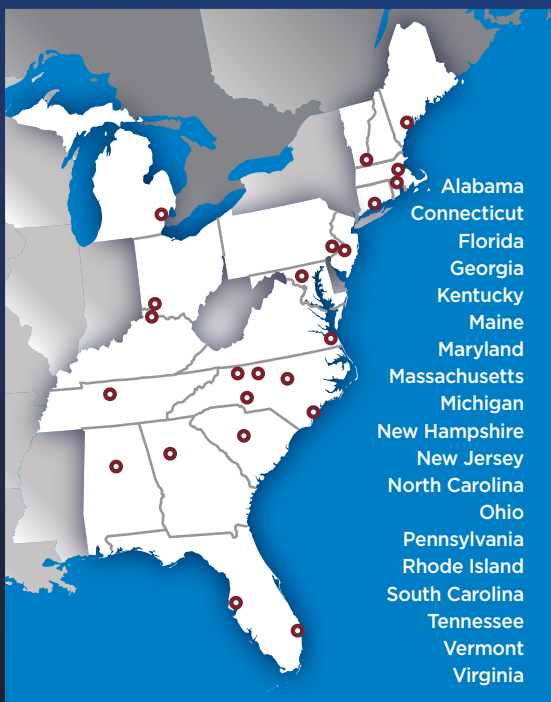 Alabama
Connecticut
Florida
Georgia
Kentucky
Maine
Maryland
Massachusetts
Michigan
New Hampshire
New Jersey
North Carolina
Ohio
Pennsylvania
Rhode Island
South Carolina
Tennessee
Vermont
Virginia